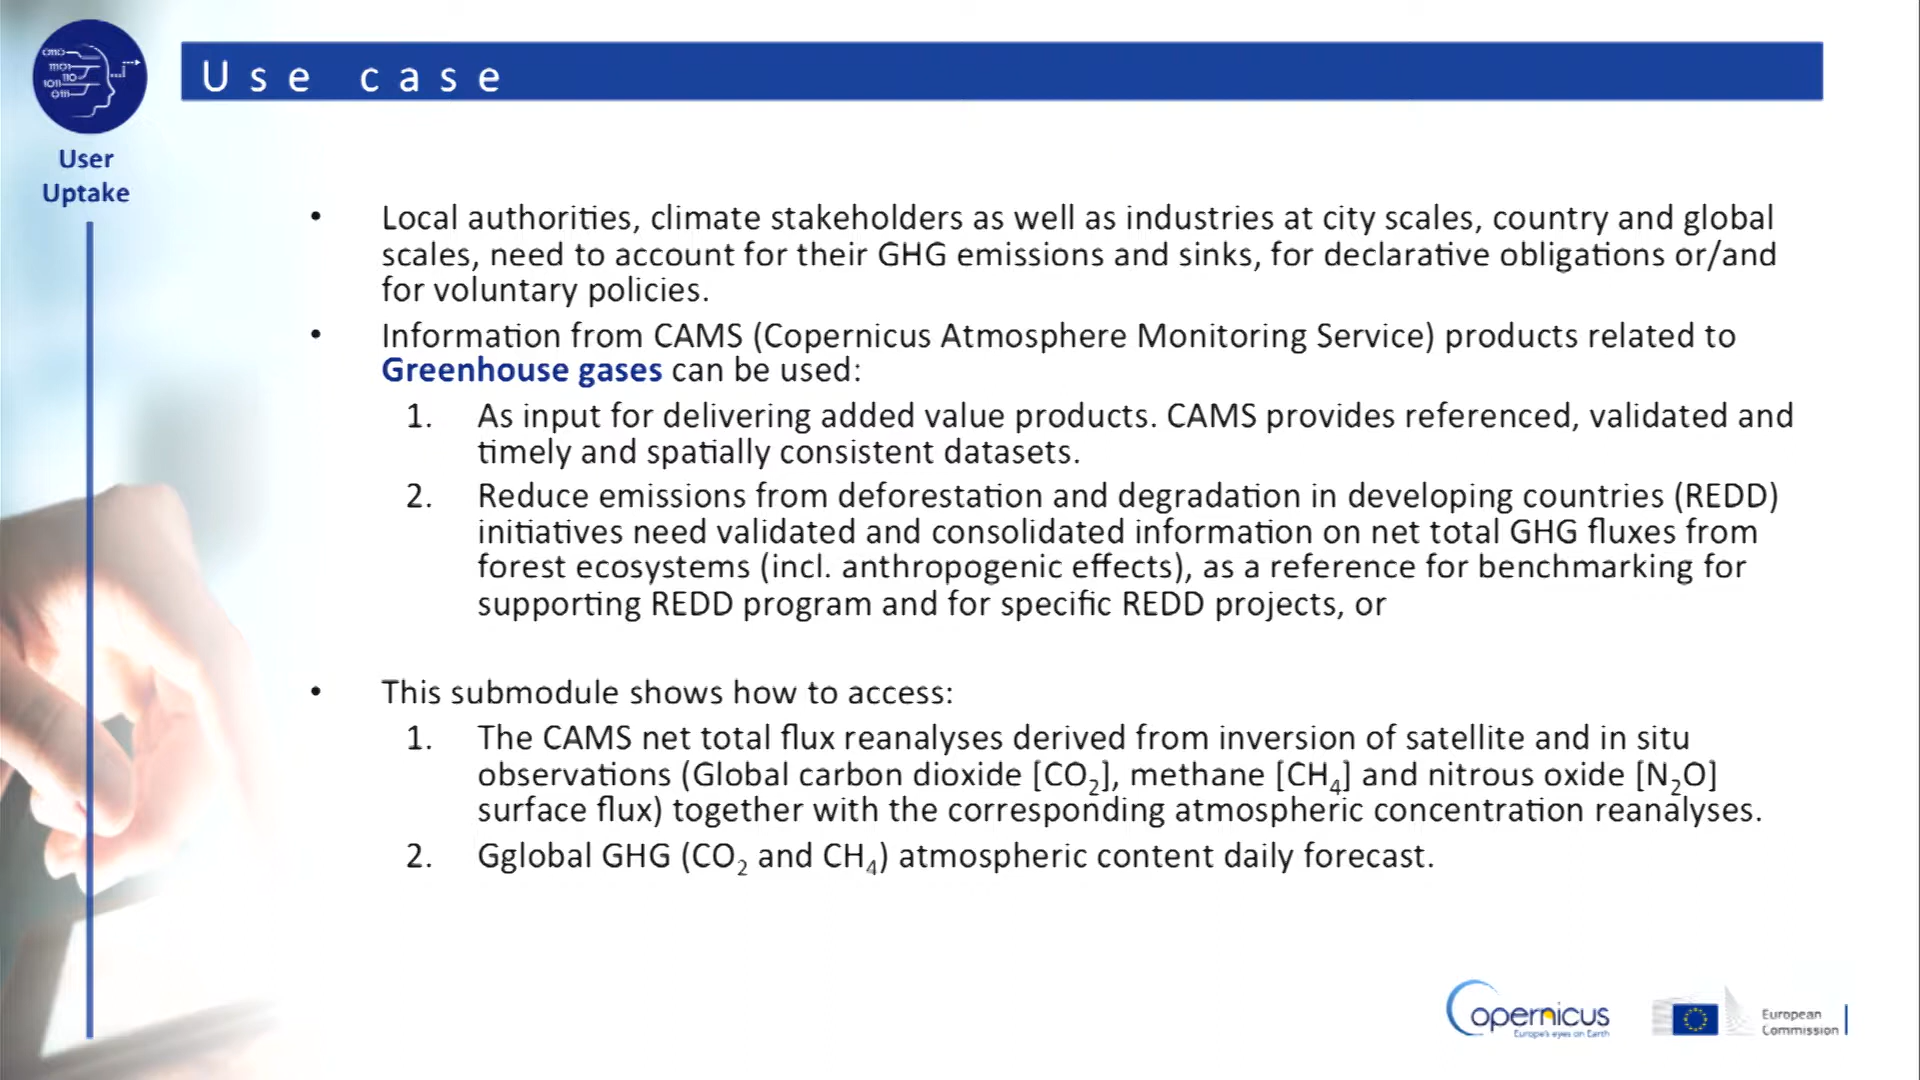 Use case
User
Uptake
• Local authorities, climate stakeholders as well as industries at city scales, country and global
scales, need to account for their GHG emissions and sinks, for declarative obligations or/and
for voluntary policies.
• Information from CAMS (Copernicus Atmosphere Monitoring Service) products related to
Greenhouse gases can be used:
1. As input for delivering added value products. CAMS provides referenced, validated and
timely and spatially consistent datasets.
2. Reduce emissions from deforestation and degradation in developing countries (REDD)
initiatives need validated and consolidated information on net total GHG fluxes from
forest ecosystems (incl. anthropogenic effects), as a reference for benchmarking for
supporting REDD program and for specific REDD projects, or
• This submodule shows how to access:
1. The CAMS net total flux reanalyses derived from inversion of satellite and in situ
observations (Global carbon dioxide [CO₂], methane [CH₄] and nitrous oxide [N₂O]
surface flux) together with the corresponding atmospheric concentration reanalyses.
2. Gglobal GHG (CO₂ and CH₄) atmospheric content daily forecast.
Copernicus
Europe's eyes on Earth
European
Commission